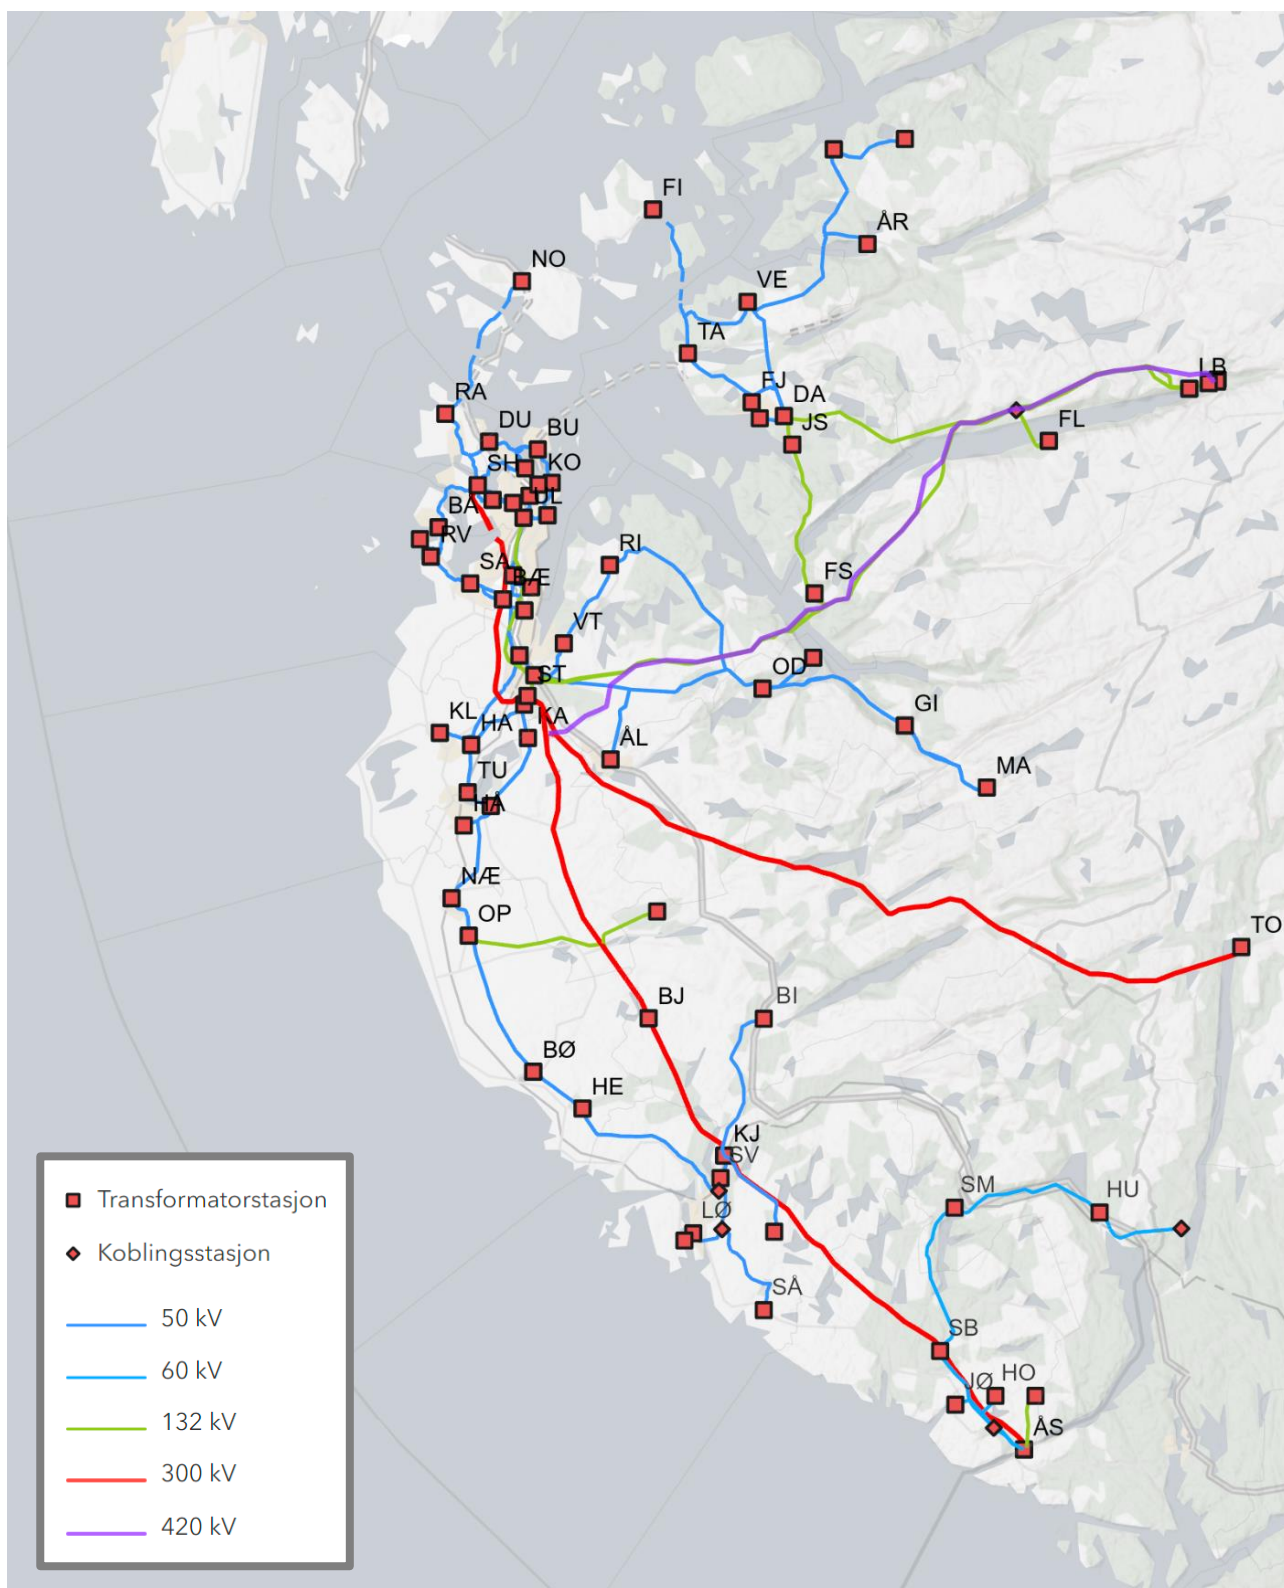 FI
ÅR
NO
VE
TA
LB
RA
FJ
DA
DU
BU
JS
FL
SH
KO
BA
UL
RV
RI
SA
BÆ
FS
VT
OD
ST
GI
KL
HA
KA
ÅL
MA
TU
HÅ
NÆ
OP
TO
BJ
BI
BØ
HE
KJ
SV
SM
HU
LØ
SÅ
SB
JØ
HO
ÅS
Transformatorstasjon
Koblingsstasjon
50 kV
60 kV
132 kV
300 kV
420 kV